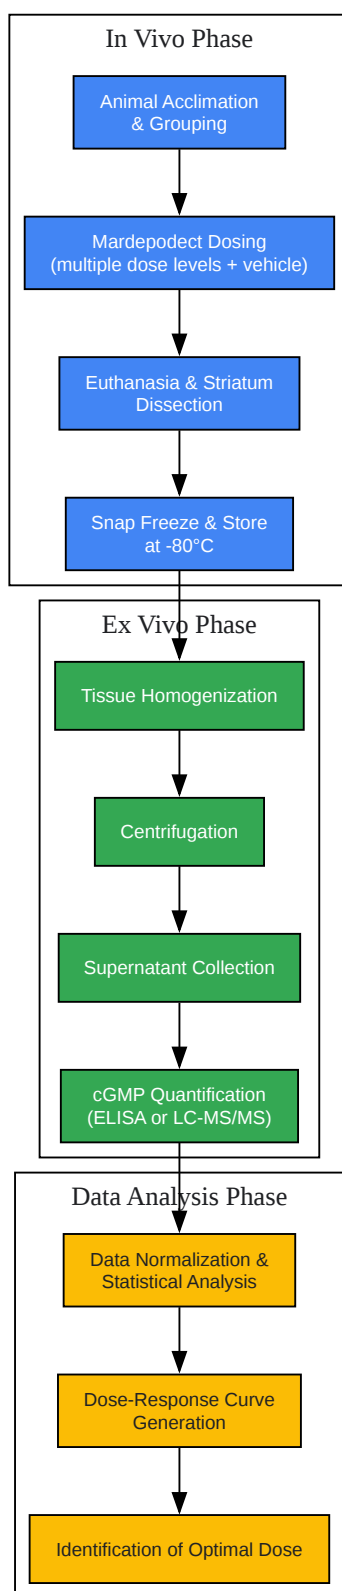 In Vivo Phase
Animal Acclimation
& Grouping
Mardepodect Dosing
(multiple dose levels + vehicle)
Euthanasia & Striatum
Dissection
Snap Freeze & Store
at -80°C
Ex Vivo Phase
Tissue Homogenization
Centrifugation
Supernatant Collection
cGMP Quantification
(ELISA or LC-MS/MS)
Data Analysis Phase
Data Normalization &
Statistical Analysis
Dose-Response Curve
Generation
Identification of Optimal Dose